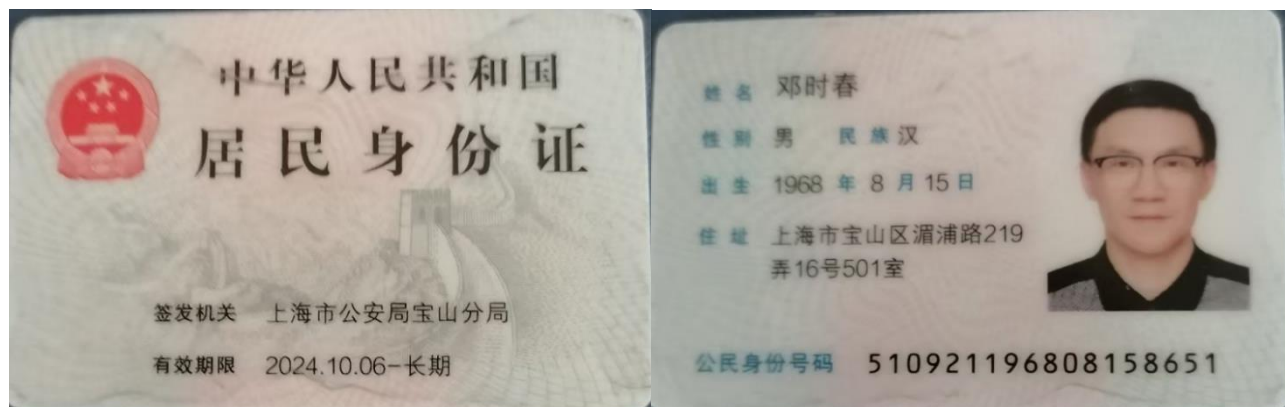 中华人民共和国
居民身份证
签发机关 上海市公安局宝山分局
有效期限 2024.10.06-长期
姓名 邓时春
性别 男 民族 汉
出生 1968 年 8 月 15 日
住址 上海市宝山区湄浦路219
弄16号501室
公民身份号码 510921196808158651